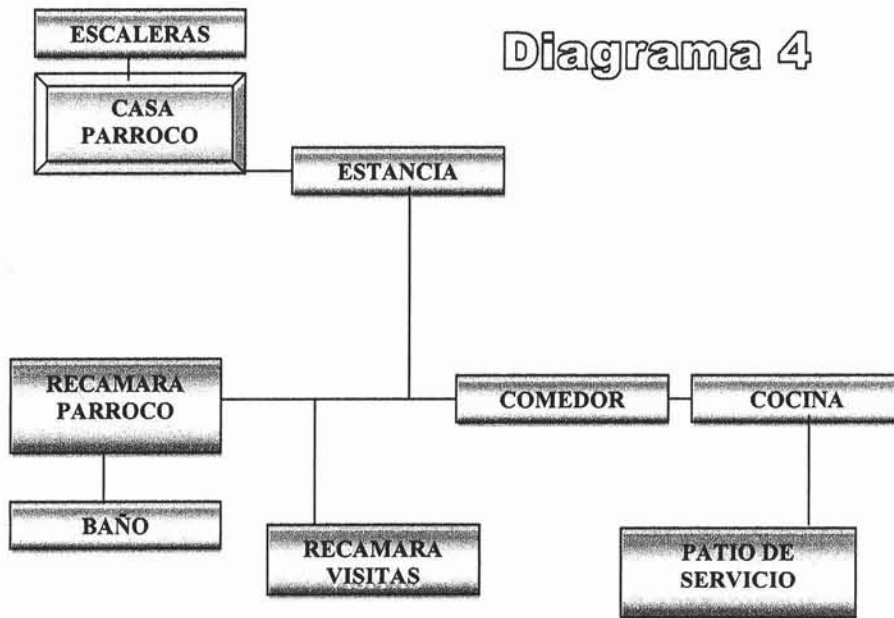 Diagrama 4
ESCALERAS
CASA
PARROCO
ESTANCIA
RECAMARA
PARROCO
COMEDOR
COCINA
BAÑO
RECAMARA
VISITAS
PATIO DE
SERVICIO